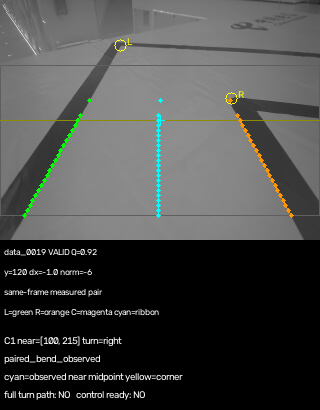 L
R
data_0019 VALID Q=0.92
y=120 dx=-1.0 norm=-6
same-frame measured pair
L=green R=orange C=magenta cyan=ribbon
C1 near=[100, 215] turn=right
paired_bend_observed
cyan=observed near midpoint yellow=corner
full turn path: NO control ready: NO